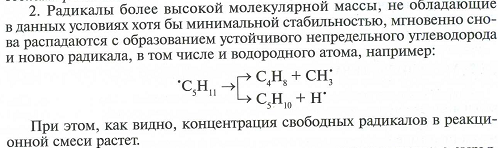 2. Радикалы более высокой молекулярной массы, не обладающие
в данных условиях хотя бы минимальной стабильностью, мгновенно сно-
ва распадаются с образованием устойчивого непредельного углеводорода
и нового радикала, в том числе и водородного атома, например:
→ C₄H₈ + CH₃•
•C₅H₁₁ →
→ C₅H₁₀ + H•
При этом, как видно, концентрация свободных радикалов в реакци-
онной смеси растет.